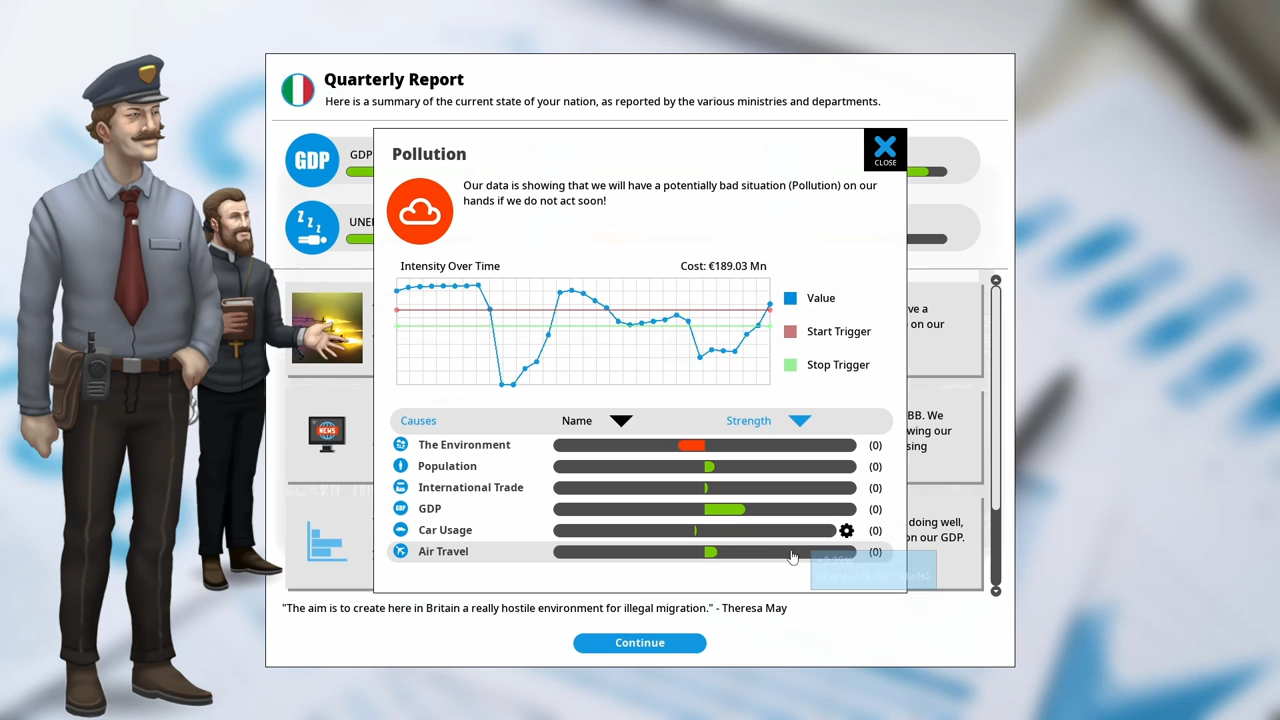 Quarterly Report
Here is a summary of the current state of your nation, as reported by the various ministries and departments.
GDP
GDP
Pollution
CLOSE
Our data is showing that we will have a potentially bad situation (Pollution) on our
hands if we do not act soon!
Z Z Z
Intensity Over Time
Cost: €189.03 Mn
Value
Start Trigger
Stop Trigger
Causes
Name
Strength
The Environment
(0)
Population
(0)
International Trade
(0)
GDP
GDP
(0)
Car Usage
(0)
Air Travel
(0)
ve a
on our
NEWS
BB. We
wing our
sing
doing well,
on our GDP.
"The aim is to create here in Britain a really hostile environment for illegal migration." - Theresa May
Continue